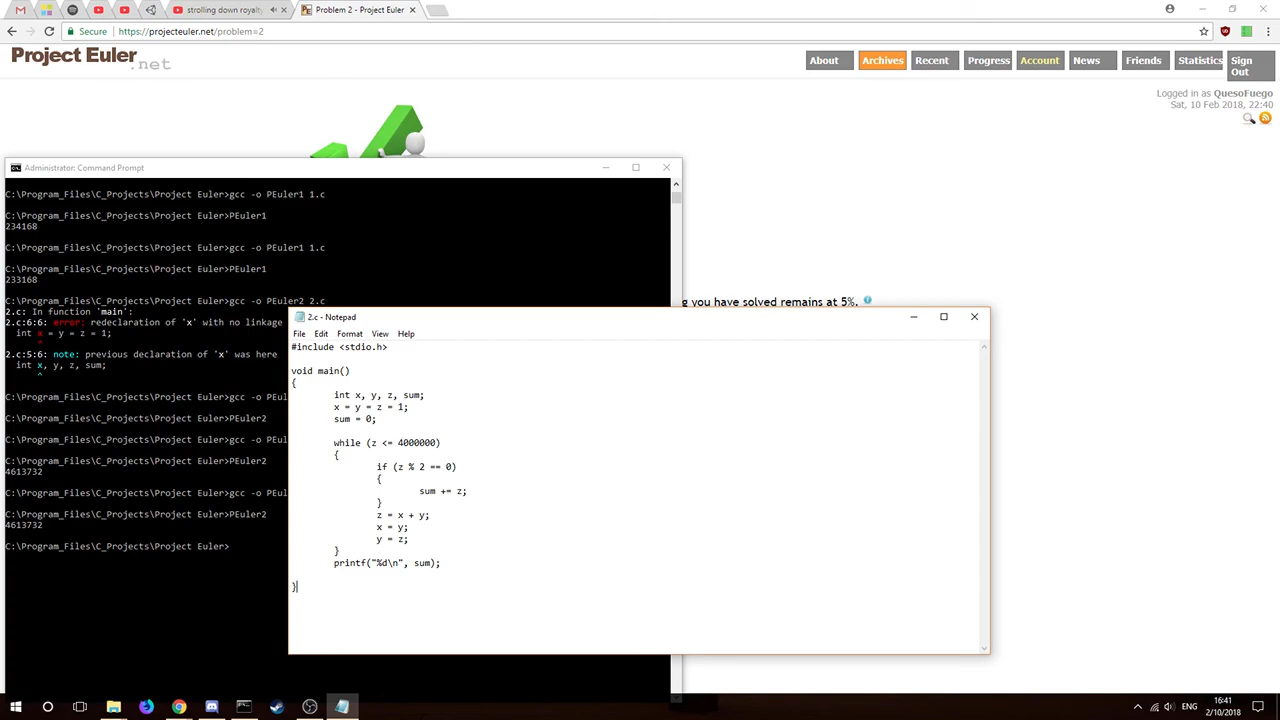 strolling down royalty
Problem 2 - Project Euler
Secure | https://projecteuler.net/problem=2
Project Euler
.net
About
Archives
Recent
Progress
Account
News
Friends
Statistics
Sign Out
Logged in as QuesoFuego
Sat, 10 Feb 2018, 22:40
Administrator: Command Prompt
C:\Program_Files\C_Projects\Project Euler>gcc -o PEuler1 1.c
C:\Program_Files\C_Projects\Project Euler>PEuler1
234168
C:\Program_Files\C_Projects\Project Euler>gcc -o PEuler1 1.c
C:\Program_Files\C_Projects\Project Euler>PEuler1
233168
C:\Program_Files\C_Projects\Project Euler>gcc -o PEuler2 2.c
2.c: In function 'main':
2.c:6:6: error: redeclaration of 'x' with no linkage
int x = y = z = 1;
^
2.c:5:6: note: previous declaration of 'x' was here
int x, y, z, sum;
^
C:\Program_Files\C_Projects\Project Euler>gcc -o PEul
C:\Program_Files\C_Projects\Project Euler>PEuler2
C:\Program_Files\C_Projects\Project Euler>gcc -o PEul
C:\Program_Files\C_Projects\Project Euler>PEuler2
4613732
C:\Program_Files\C_Projects\Project Euler>gcc -o PEul
C:\Program_Files\C_Projects\Project Euler>PEuler2
4613732
C:\Program_Files\C_Projects\Project Euler>
g you have solved remains at 5%.
2.c - Notepad
File Edit Format View Help
#include <stdio.h>
void main()
{
int x, y, z, sum;
x = y = z = 1;
sum = 0;
while (z <= 4000000)
{
if (z % 2 == 0)
{
sum += z;
}
z = x + y;
x = y;
y = z;
}
printf("%d\n", sum);
}
ENG
16:41
2/10/2018